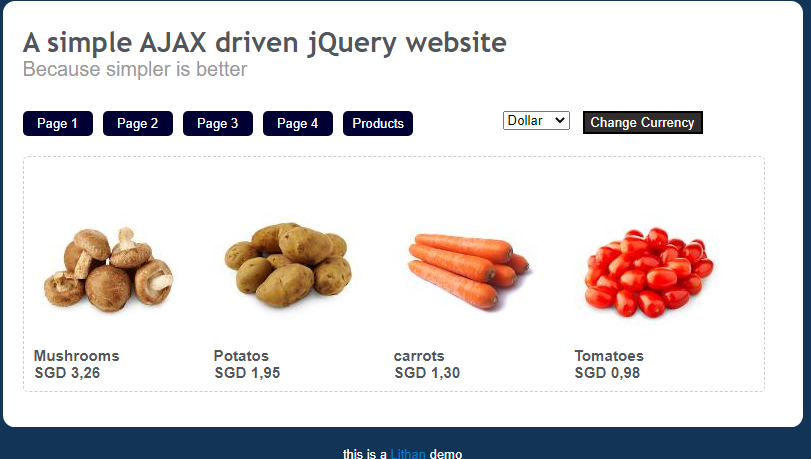 A simple AJAX driven jQuery website
Because simpler is better
Page 1 Page 2 Page 3 Page 4 Products Dollar Change Currency
Mushrooms Potatos carrots Tomatoes
SGD 3,26 SGD 1,95 SGD 1,30 SGD 0,98
this is a Lithan demo